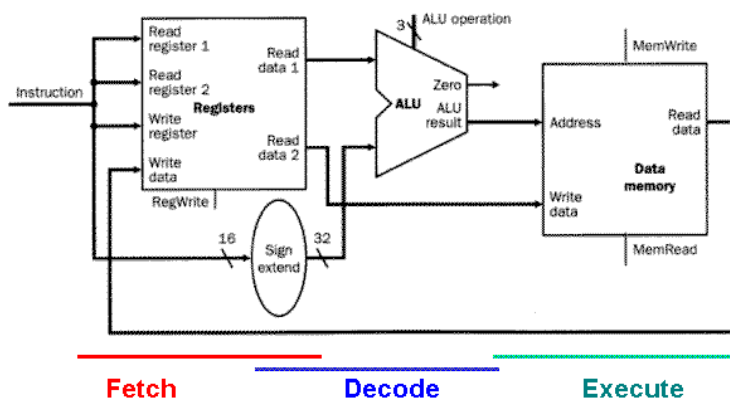 Instruction
Read
register 1
Read
register 2
Write
register
Write
data
Registers
Read
data 1
Read
data 2
RegWrite
16
Sign
extend
32
3
ALU operation
Zero
ALU
ALU
result
MemWrite
Address
Read
data
Data
memory
Write
data
MemRead
Fetch
Decode
Execute